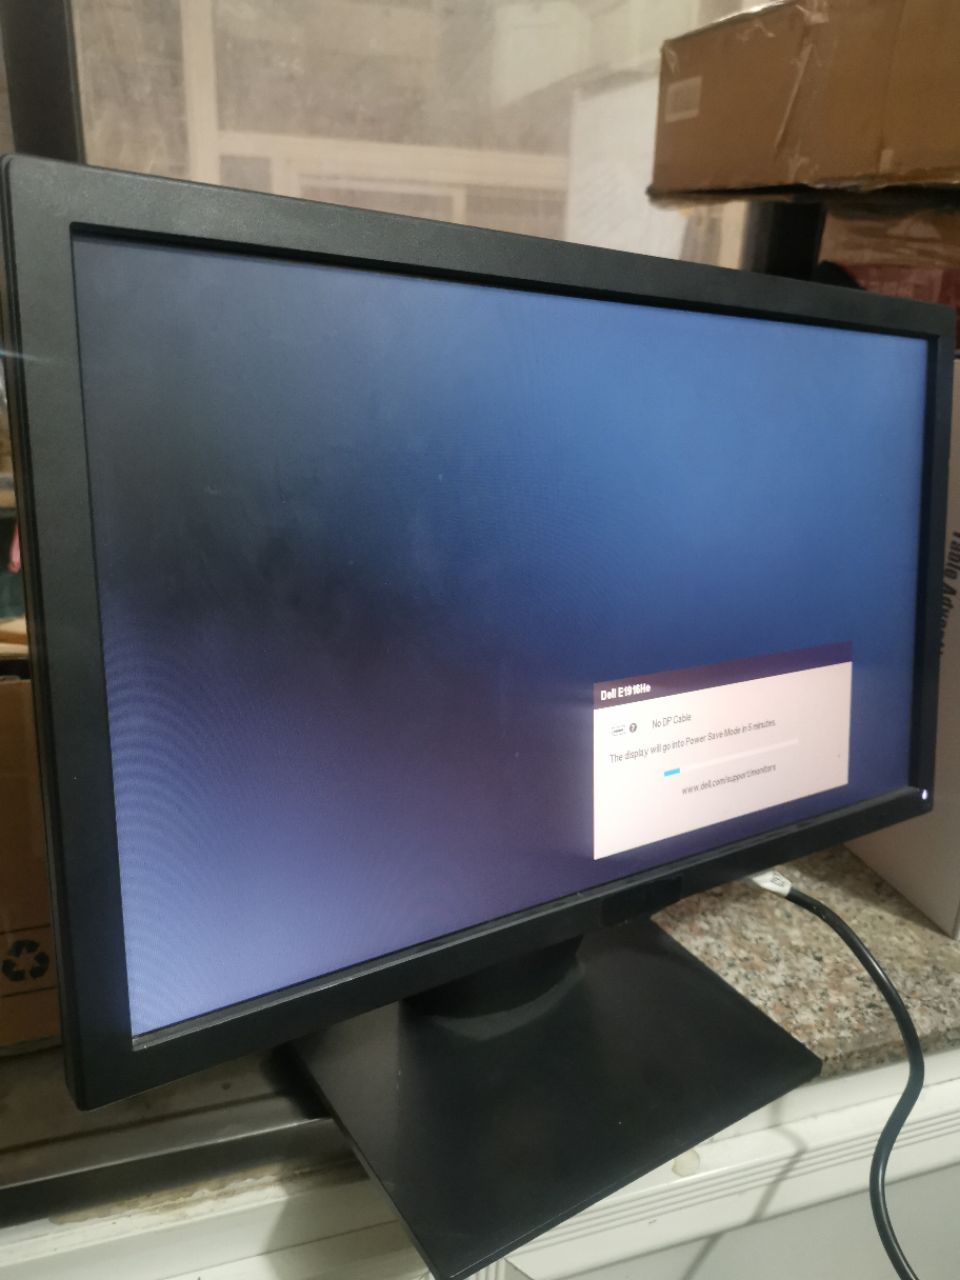 Dell E1916He
No DP Cable
The display will go into Power Save Mode in 5 minutes.
www.dell.com/support/monitors